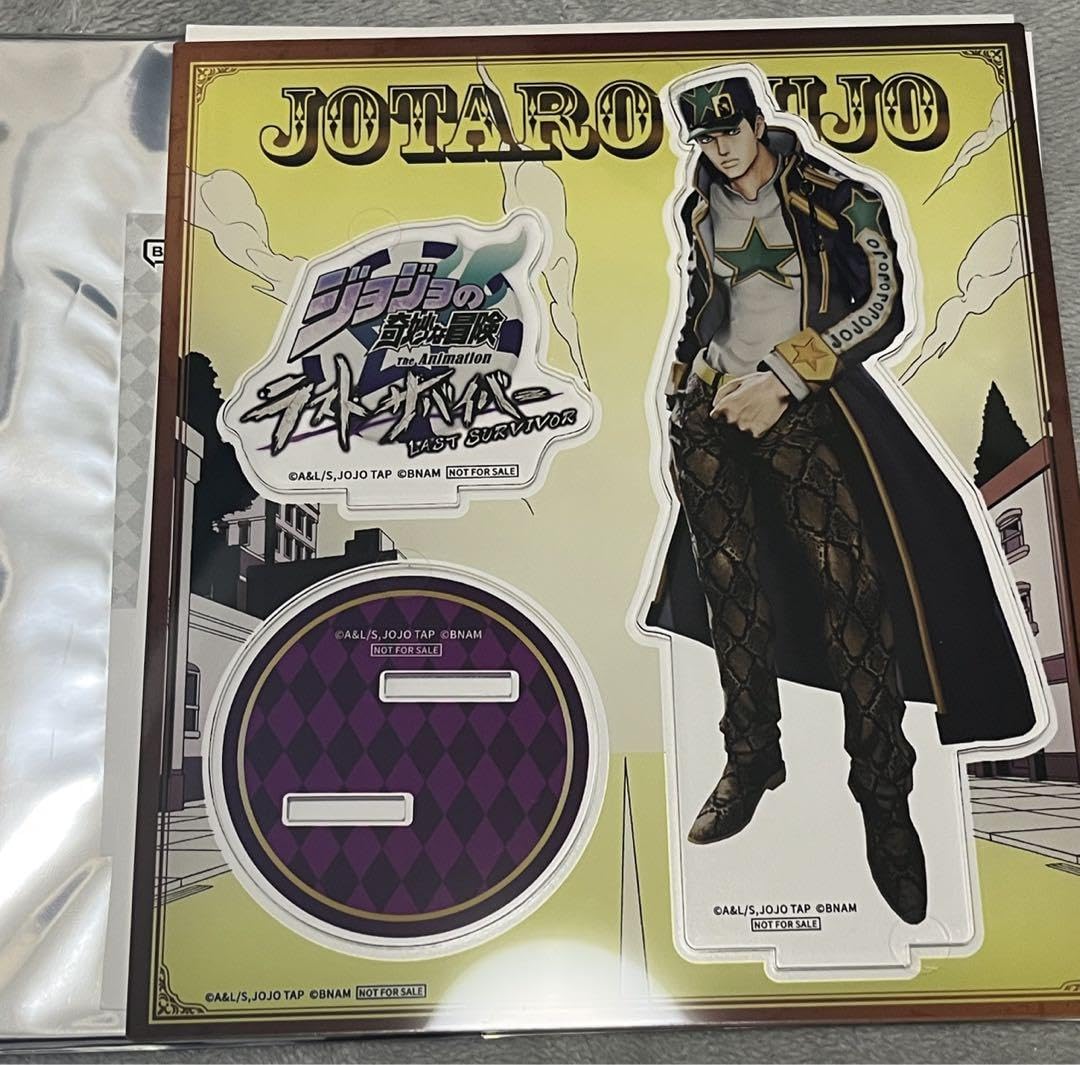 JOTARO UJO
ジョジョの
奇妙な冒険
The Animation
ラストサバイバー
LAST SURVIVOR
©A&L/S,JOJO TAP ©BNAM NOT FOR SALE
©A&L/S,JOJO TAP ©BNAM
NOT FOR SALE
JOJOJOJOJOJO
©A&L/S,JOJO TAP ©BNAM
NOT FOR SALE
©A&L/S,JOJO TAP ©BNAM NOT FOR SALE